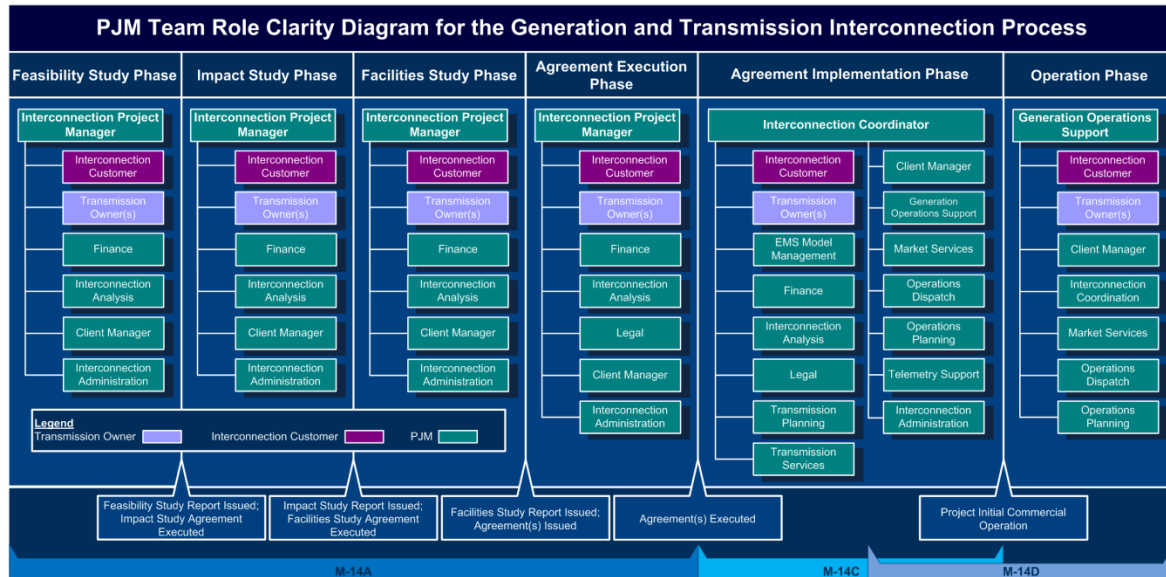 PJM Team Role Clarity Diagram for the Generation and Transmission Interconnection Process
Feasibility Study Phase
Impact Study Phase
Facilities Study Phase
Agreement Execution
Phase
Agreement Implementation Phase
Operation Phase
Interconnection Project
Manager
Interconnection
Customer
Transmission
Owner(s)
Finance
Interconnection
Analysis
Client Manager
Interconnection
Administration
Interconnection Project
Manager
Interconnection
Customer
Transmission
Owner(s)
Finance
Interconnection
Analysis
Client Manager
Interconnection
Administration
Interconnection Project
Manager
Interconnection
Customer
Transmission
Owner(s)
Finance
Interconnection
Analysis
Client Manager
Interconnection
Administration
Interconnection Project
Manager
Interconnection
Customer
Transmission
Owner(s)
Finance
Interconnection
Analysis
Legal
Client Manager
Interconnection
Administration
Interconnection Coordinator
Interconnection
Customer
Transmission
Owner(s)
EMS Model
Management
Finance
Interconnection
Analysis
Legal
Transmission
Planning
Transmission
Services
Client Manager
Generation
Operations Support
Market Services
Operations
Dispatch
Operations
Planning
Telemetry Support
Interconnection
Administration
Generation Operations
Support
Interconnection
Customer
Transmission
Owner(s)
Client Manager
Interconnection
Coordination
Market Services
Operations
Dispatch
Operations
Planning
Legend
Transmission Owner
Interconnection Customer
PJM
Feasibility Study Report Issued;
Impact Study Agreement
Executed
Impact Study Report Issued;
Facilities Study Agreement
Executed
Facilities Study Report Issued;
Agreement(s) Issued
Agreement(s) Executed
Project Initial Commercial
Operation
M-14A
M-14C
M-14D